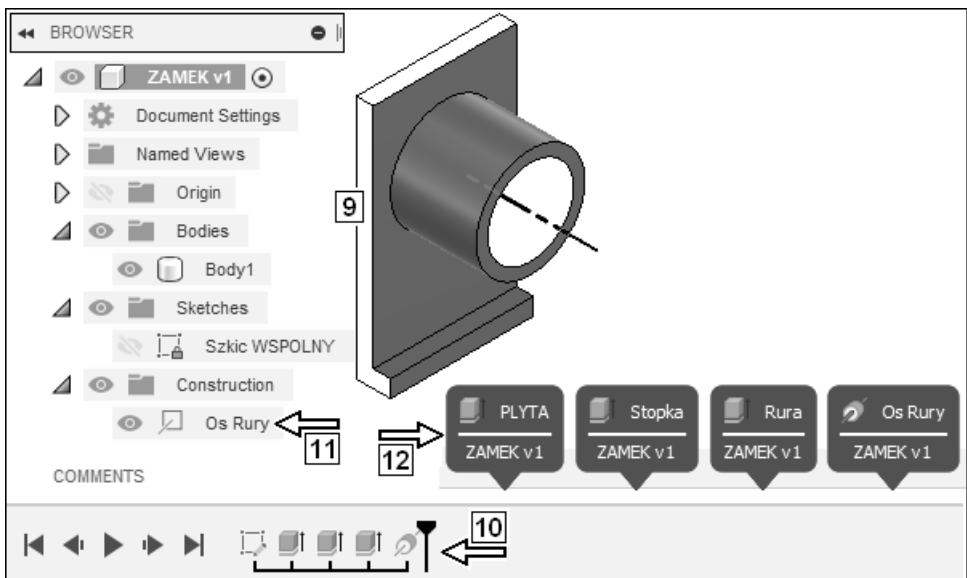 BROWSER
ZAMEK v1
Document Settings
Named Views
Origin
9
Bodies
Body1
Sketches
Szkic WSPOLNY
Construction
Os Rury
11
12
PLYTA
ZAMEK v1
Stopka
ZAMEK v1
Rura
ZAMEK v1
Os Rury
ZAMEK v1
COMMENTS
10